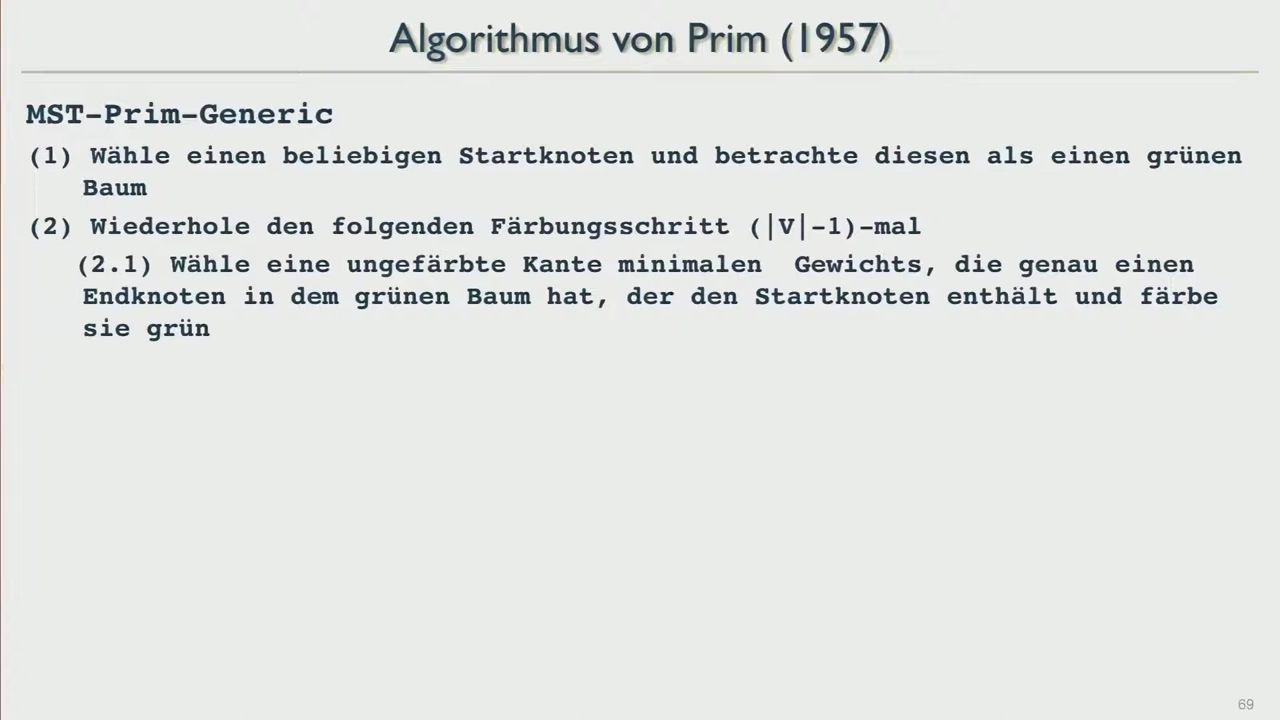 Algorithmus von Prim (1957)
MST-Prim-Generic
(1) Wähle einen beliebigen Startknoten und betrachte diesen als einen grünen
Baum
(2) Wiederhole den folgenden Färbungsschritt (|V|-1)-mal
(2.1) Wähle eine ungefärbte Kante minimalen  Gewichts, die genau einen
Endknoten in dem grünen Baum hat, der den Startknoten enthält und färbe
sie grün
69